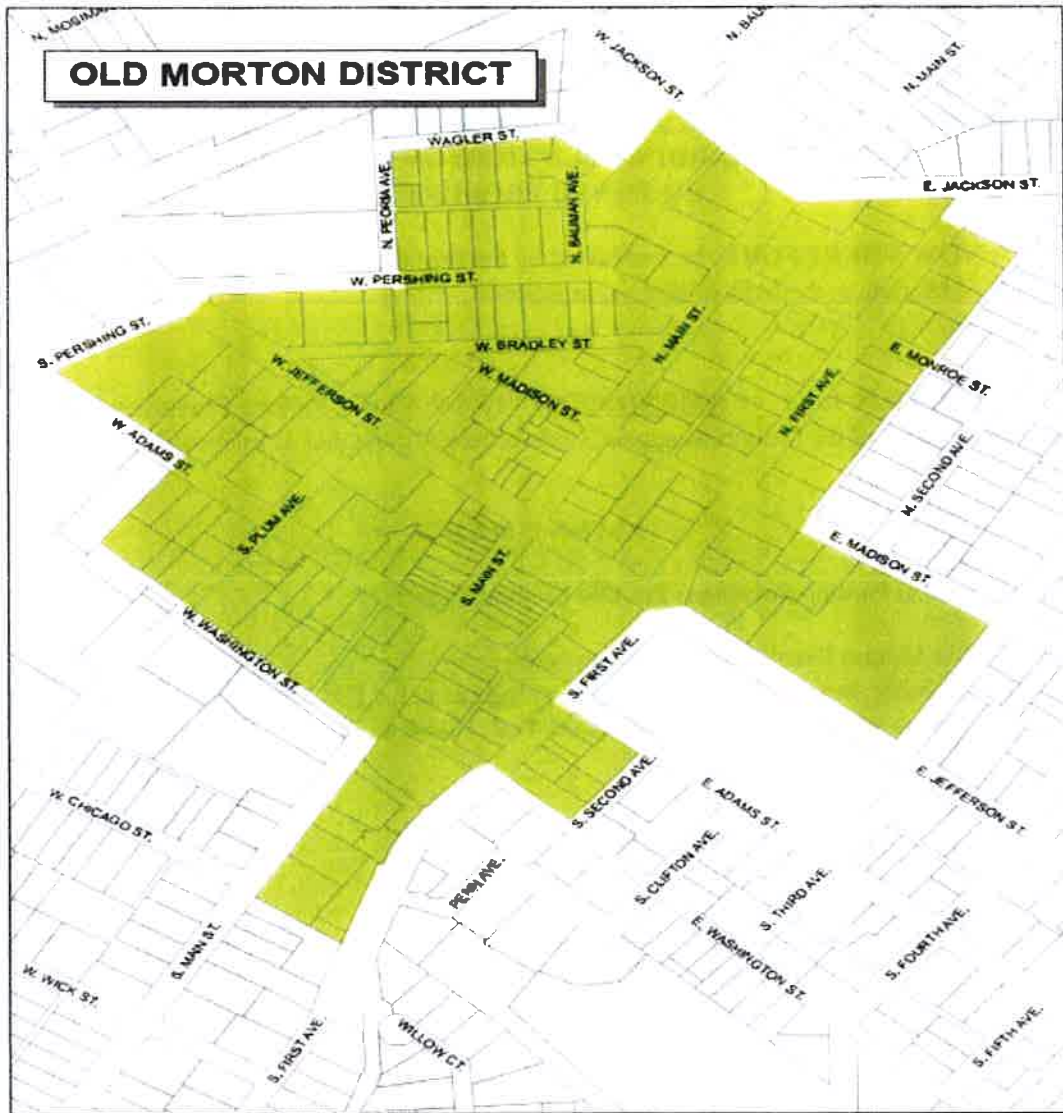 N. MOSIMA
OLD MORTON DISTRICT
W. JACKSON ST.
N. BAU
N. MAIN ST.
WAGLER ST.
E. JACKSON ST.
N. PEORIA AVE.
N. BAUMAN AVE.
W. PERSHING ST.
S. PERSHING ST.
W. BRADLEY ST.
N. MAIN ST.
E. MONROE ST.
W. JEFFERSON ST.
W. MADISON ST.
N. FIRST AVE.
W. ADAMS ST.
N. SECOND AVE.
S. PLUM AVE.
E. MADISON ST.
S. MAIN ST.
W. WASHINGTON ST.
S. FIRST AVE.
S. SECOND AVE.
E. ADAMS ST.
E. JEFFERSON ST.
W. CHICAGO ST.
PENN AVE.
S. CLIFTON AVE.
S. THIRD AVE.
E. WASHINGTON ST.
S. FOURTH AVE.
S. MAIN ST.
W. WICK ST.
S. FIRST AVE.
WILLOW CT.
S. FIFTH AVE.